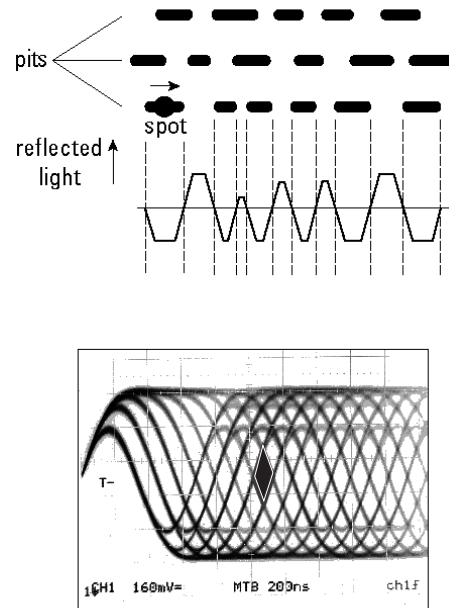 pits
spot
reflected
light
T-
CH1 160mV= MTB 200ns ch1f